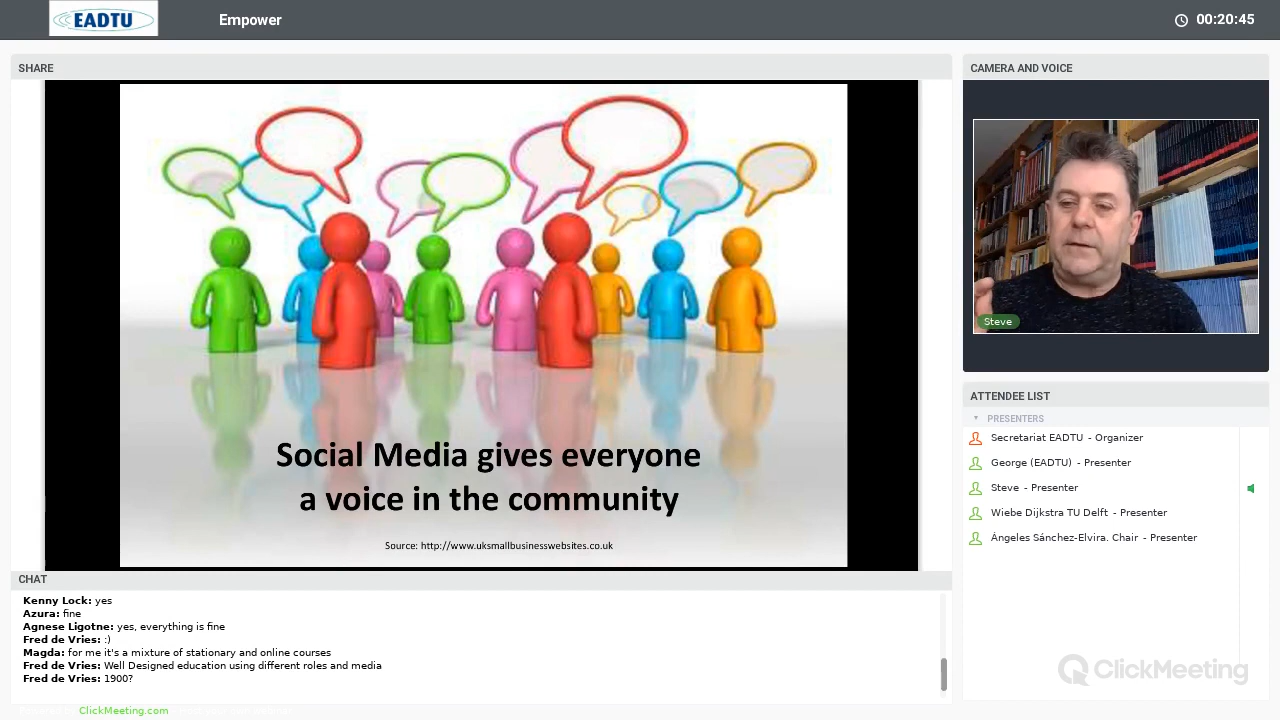 EADTU
Empower
00:20:45
SHARE
CAMERA AND VOICE
Steve
Social Media gives everyone
a voice in the community
Source: http://www.uksmallbusinesswebsites.co.uk
ATTENDEE LIST
PRESENTERS
Secretariat EADTU - Organizer
George (EADTU) - Presenter
Steve - Presenter
Wiebe Dijkstra TU Delft - Presenter
Ángeles Sánchez-Elvira. Chair - Presenter
CHAT
Kenny Lock: yes
Azura: fine
Agnese Ligotne: yes, everything is fine
Fred de Vries: :)
Magda: for me it's a mixture of stationary and online courses
Fred de Vries: Well Designed education using different roles and media
Fred de Vries: 1900?
ClickMeeting
ClickMeeting.com